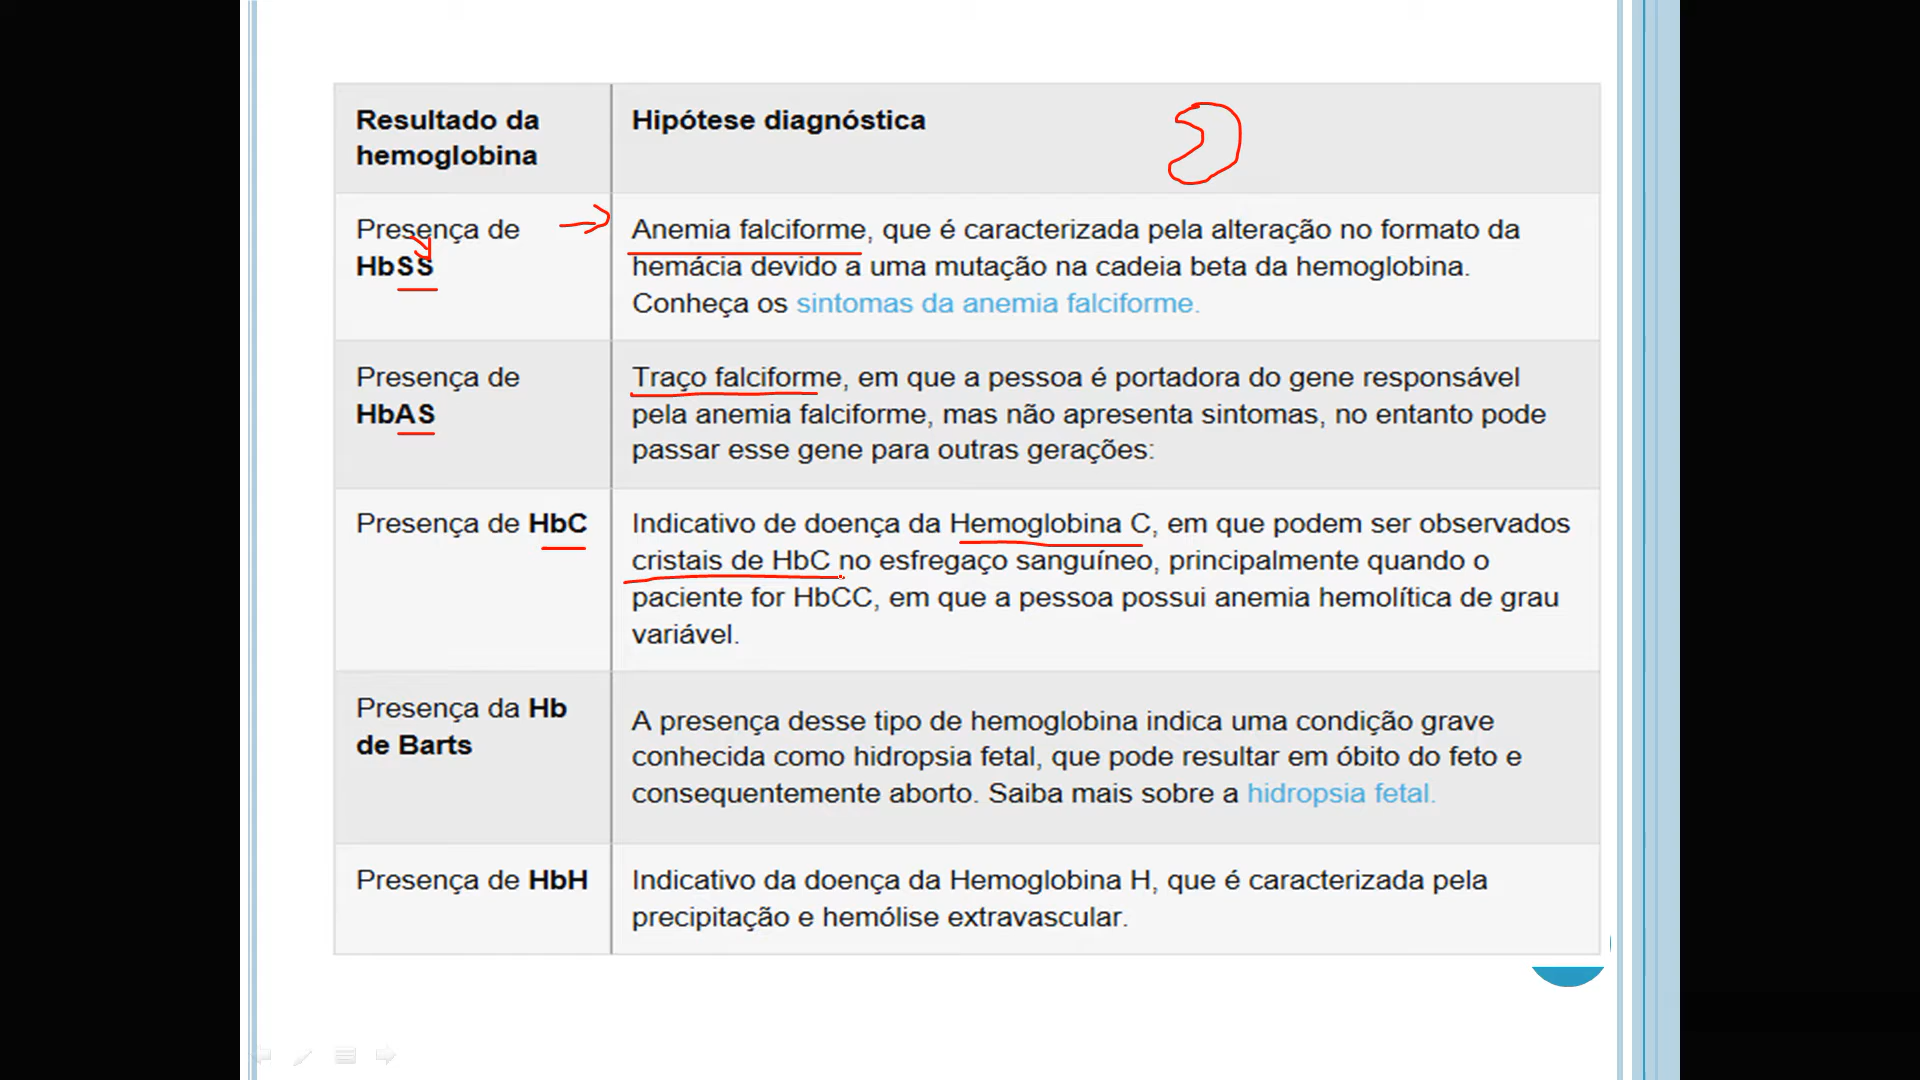 Resultado da
hemoglobina
Hipótese diagnóstica
Presença de
HbSS
Anemia falciforme, que é caracterizada pela alteração no formato da
hemácia devido a uma mutação na cadeia beta da hemoglobina.
Conheça os sintomas da anemia falciforme.
Presença de
HbAS
Traço falciforme, em que a pessoa é portadora do gene responsável
pela anemia falciforme, mas não apresenta sintomas, no entanto pode
passar esse gene para outras gerações:
Presença de HbC
Indicativo de doença da Hemoglobina C, em que podem ser observados
cristais de HbC no esfregaço sanguíneo, principalmente quando o
paciente for HbCC, em que a pessoa possui anemia hemolítica de grau
variável.
Presença da Hb
de Barts
A presença desse tipo de hemoglobina indica uma condição grave
conhecida como hidropsia fetal, que pode resultar em óbito do feto e
consequentemente aborto. Saiba mais sobre a hidropsia fetal.
Presença de HbH
Indicativo da doença da Hemoglobina H, que é caracterizada pela
precipitação e hemólise extravascular.